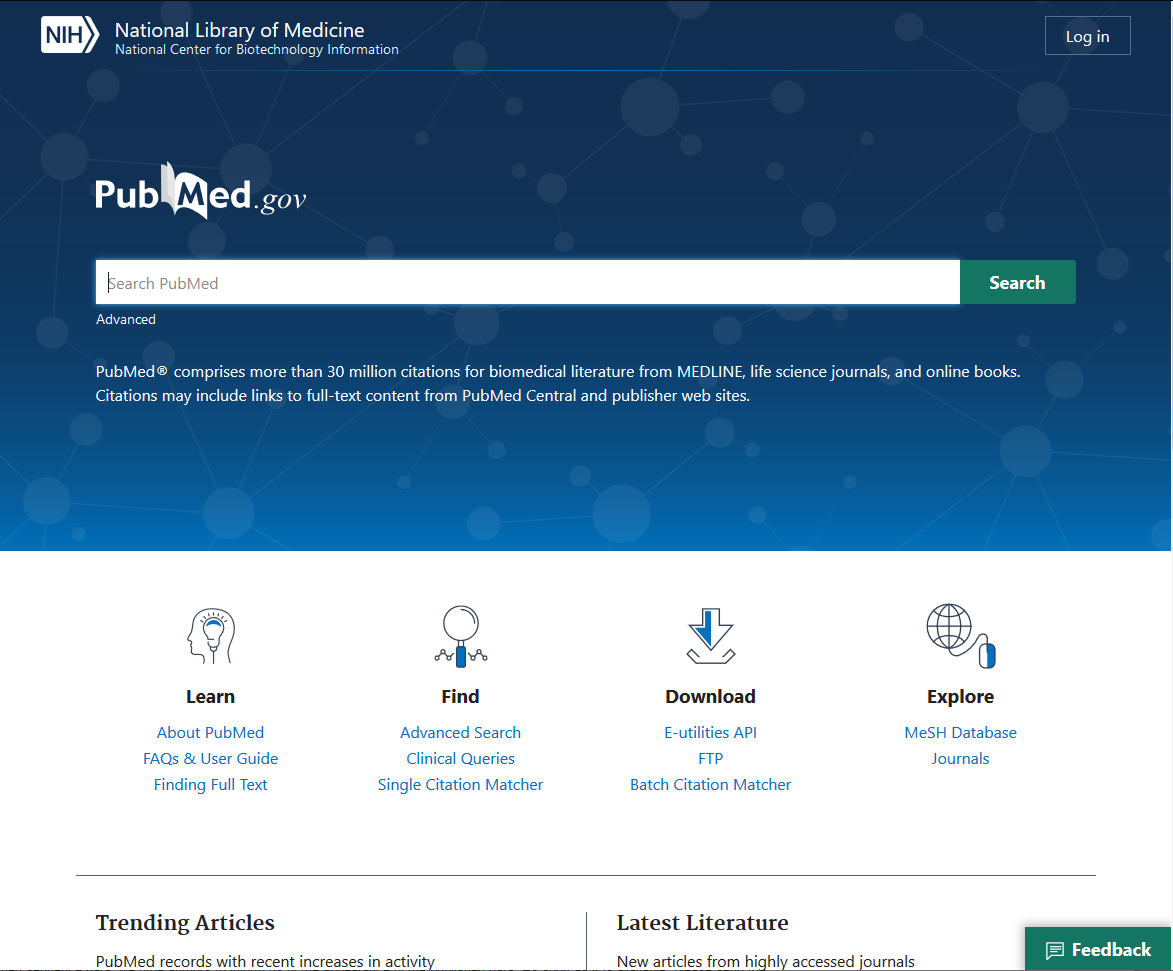 NIH
National Library of Medicine
National Center for Biotechnology Information
Log in
PubMed.gov
Search PubMed
Search
Advanced
PubMed® comprises more than 30 million citations for biomedical literature from MEDLINE, life science journals, and online books.
Citations may include links to full-text content from PubMed Central and publisher web sites.
Learn
About PubMed
FAQs & User Guide
Finding Full Text
Find
Advanced Search
Clinical Queries
Single Citation Matcher
Download
E-utilities API
FTP
Batch Citation Matcher
Explore
MeSH Database
Journals
Trending Articles
PubMed records with recent increases in activity
Latest Literature
New articles from highly accessed journals
Feedback